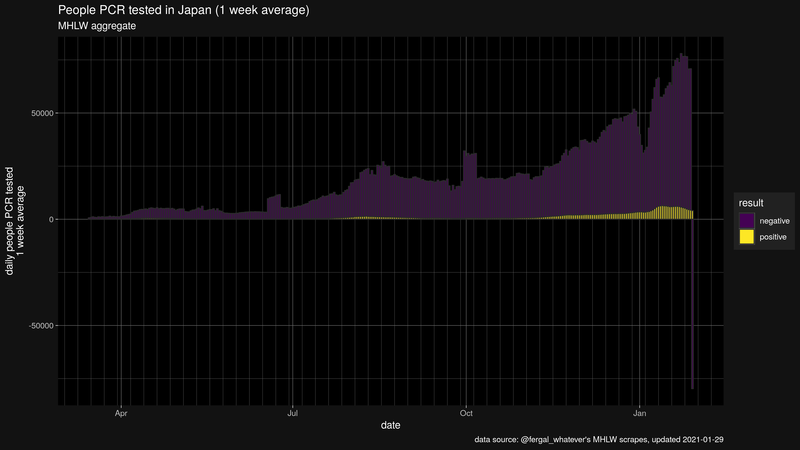 People PCR tested in Japan (1 week average)
MHLW aggregate
daily people PCR tested
1 week average
50000
0
-50000
Apr
Jul
Oct
Jan
date
result
negative
positive
data source: @fergal_whatever's MHLW scrapes, updated 2021-01-29